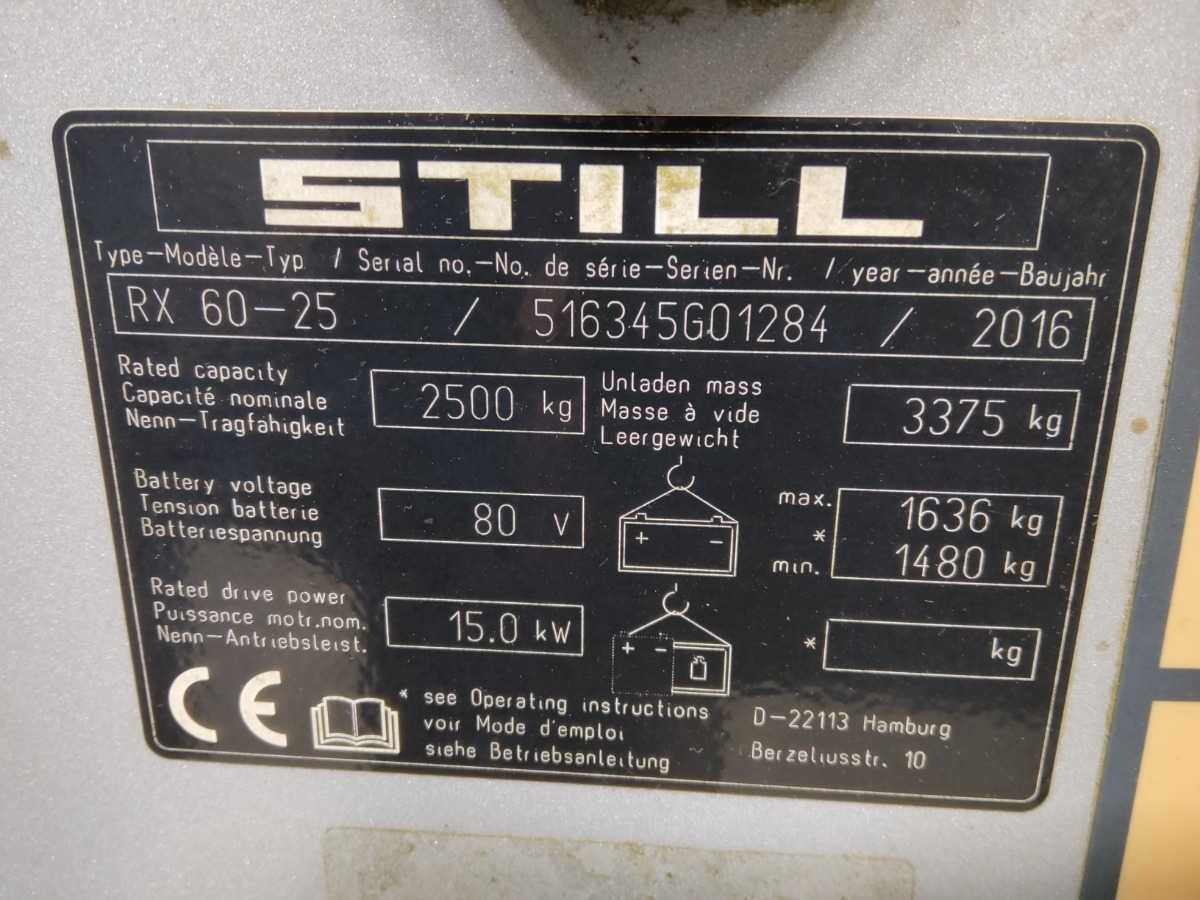 STILL
Type-Modèle-Typ / Serial no.-No. de série-Serien-Nr. / year-année-Baujahr
RX 60-25 / 516345G01284 / 2016
Rated capacity
Capacité nominale
Nenn-Tragfähigkeit
2500 kg
Unladen mass
Masse à vide
Leergewicht
3375 kg
Battery voltage
Tension batterie
Batteriespannung
80 V
+ -
max. 1636 kg
*
min. 1480 kg
Rated drive power
Puissance motr.nom.
Nenn-Antriebsleist.
15.0 kW
+ -
* kg
CE
* see Operating instructions
voir Mode d'emploi
siehe Betriebsanleitung
D-22113 Hamburg
Berzeliusstr. 10